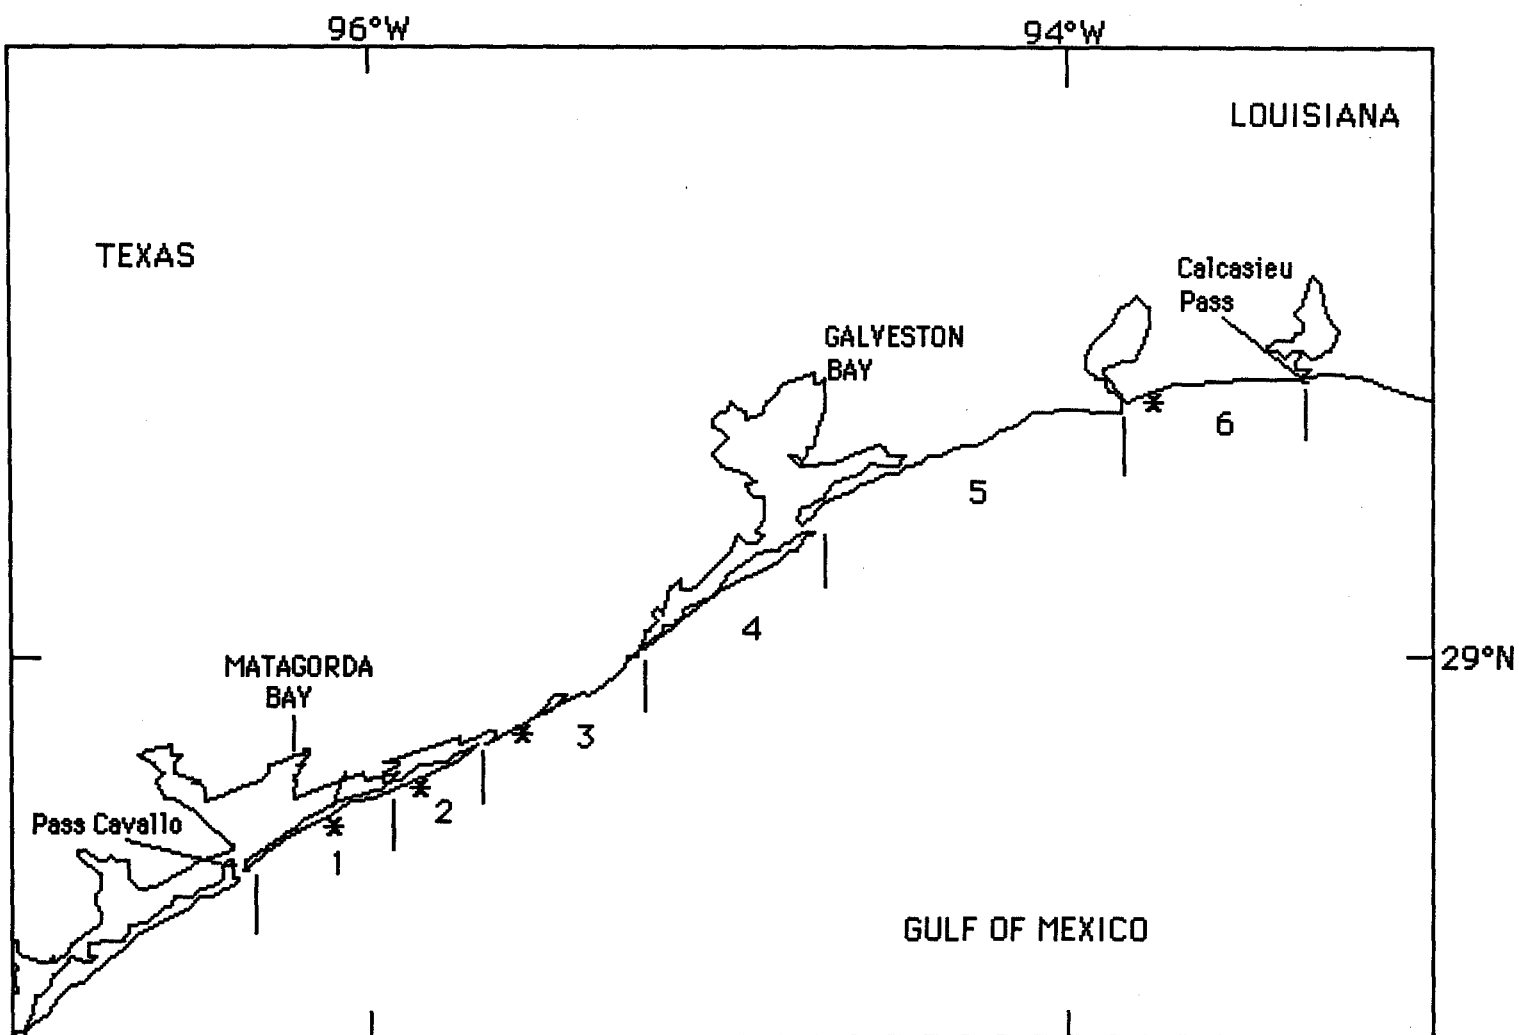 96°W
94°W
LOUISIANA
TEXAS
Calcasieu
Pass
GALVESTON
BAY
6
5
4
29°N
MATAGORDA
BAY
3
2
Pass Cavallo
1
GULF OF MEXICO